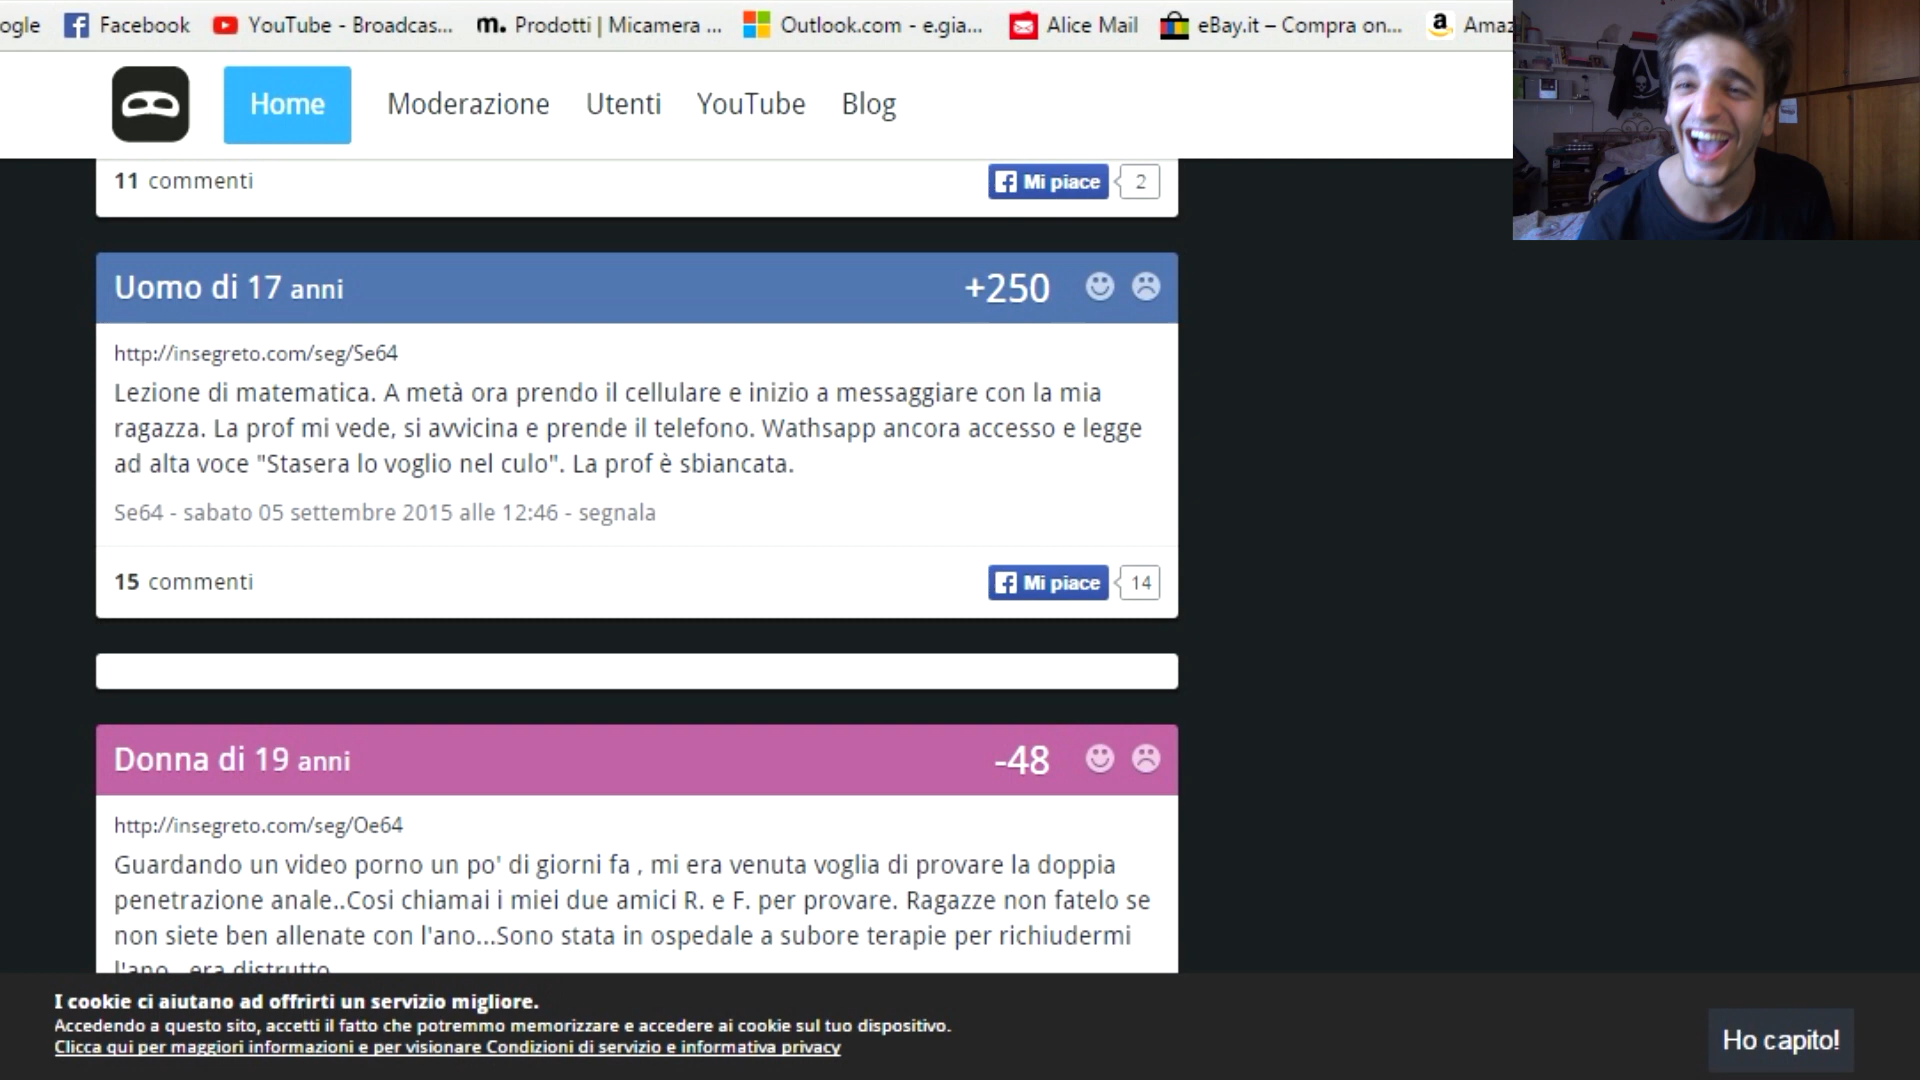 ogle Facebook YouTube - Broadcas... m. Prodotti | Micamera ... Outlook.com - e.gia... Alice Mail eBay.it – Compra on... a Amaz
Home Moderazione Utenti YouTube Blog
11 commenti Mi piace 2
Uomo di 17 anni +250
http://insegreto.com/seg/Se64
Lezione di matematica. A metà ora prendo il cellulare e inizio a messaggiare con la mia
ragazza. La prof mi vede, si avvicina e prende il telefono. Wathsapp ancora accesso e legge
ad alta voce "Stasera lo voglio nel culo". La prof è sbiancata.
Se64 - sabato 05 settembre 2015 alle 12:46 - segnala
15 commenti Mi piace 14
Donna di 19 anni -48
http://insegreto.com/seg/Oe64
Guardando un video porno un po' di giorni fa , mi era venuta voglia di provare la doppia
penetrazione anale..Cosi chiamai i miei due amici R. e F. per provare. Ragazze non fatelo se
non siete ben allenate con l'ano...Sono stata in ospedale a subore terapie per richiudermi
l'ano.. era distrutto
I cookie ci aiutano ad offrirti un servizio migliore.
Accedendo a questo sito, accetti il fatto che potremmo memorizzare e accedere ai cookie sul tuo dispositivo.
Clicca qui per maggiori informazioni e per visionare Condizioni di servizio e informativa privacy
Ho capito!